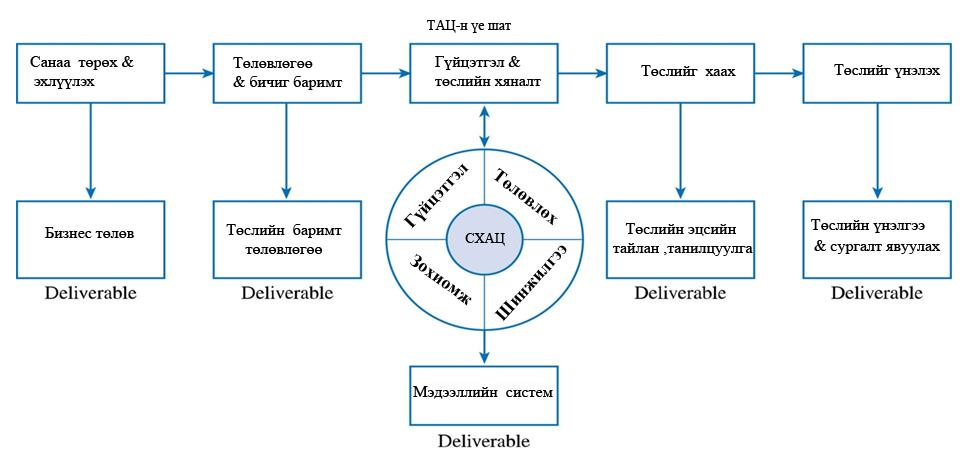 ТАЦ-н үе шат
Санаа төрөх &
эхлүүлэх
Төлөвлөгөө
& бичиг баримт
Гүйцэтгэл &
төслийн хяналт
Төслийг хаах
Төслийг үнэлэх
Гүйцэтгэл
Төлөвлөх
СХАЦ
Зохиомж
Шинжилгээ
Бизнес төлөв
Төслийн баримт
төлөвлөгөө
Төслийн эцсийн
тайлан ,танилцуулга
Төслийн үнэлгээ
& сургалт явуулах
Deliverable
Deliverable
Deliverable
Deliverable
Мэдээллийн систем
Deliverable